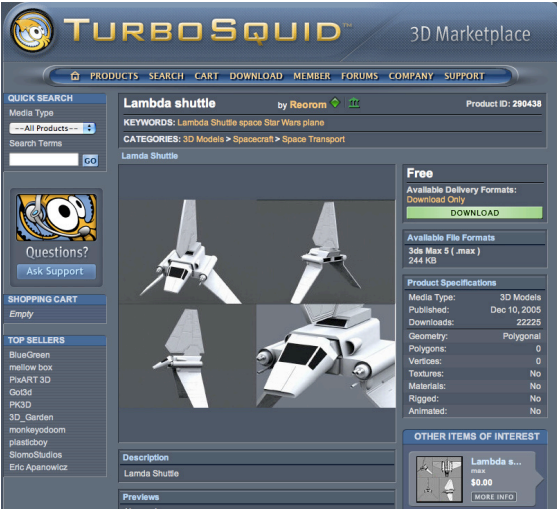 TURBOSQUID™
3D Marketplace
PRODUCTS SEARCH CART DOWNLOAD MEMBER FORUMS COMPANY SUPPORT
QUICK SEARCH
Media Type
--All Products--
Search Terms
GO
Questions?
Ask Support
SHOPPING CART
Empty
TOP SELLERS
BlueGreen
mellow box
PixART 3D
Got3d
PK3D
3D_Garden
monkeydoom
plasticboy
SlomoStudios
Eric Apanowicz
Lambda shuttle by Reorom Product ID: 290438
KEYWORDS: Lambda Shuttle space Star Wars plane
CATEGORIES: 3D Models > Spacecraft > Space Transport
Lamda Shuttle
Description
Lamda Shuttle
Previews
Free
Available Delivery Formats:
Download Only
DOWNLOAD
Available File Formats
3ds Max 5 ( .max )
244 KB
Product Specifications
Media Type: 3D Models
Published: Dec 10, 2005
Downloads: 22225
Geometry: Polygonal
Polygons: 0
Vertices: 0
Textures: No
Materials: No
Rigged: No
Animated: No
OTHER ITEMS OF INTEREST
Lambda s...
max
$0.00
MORE INFO